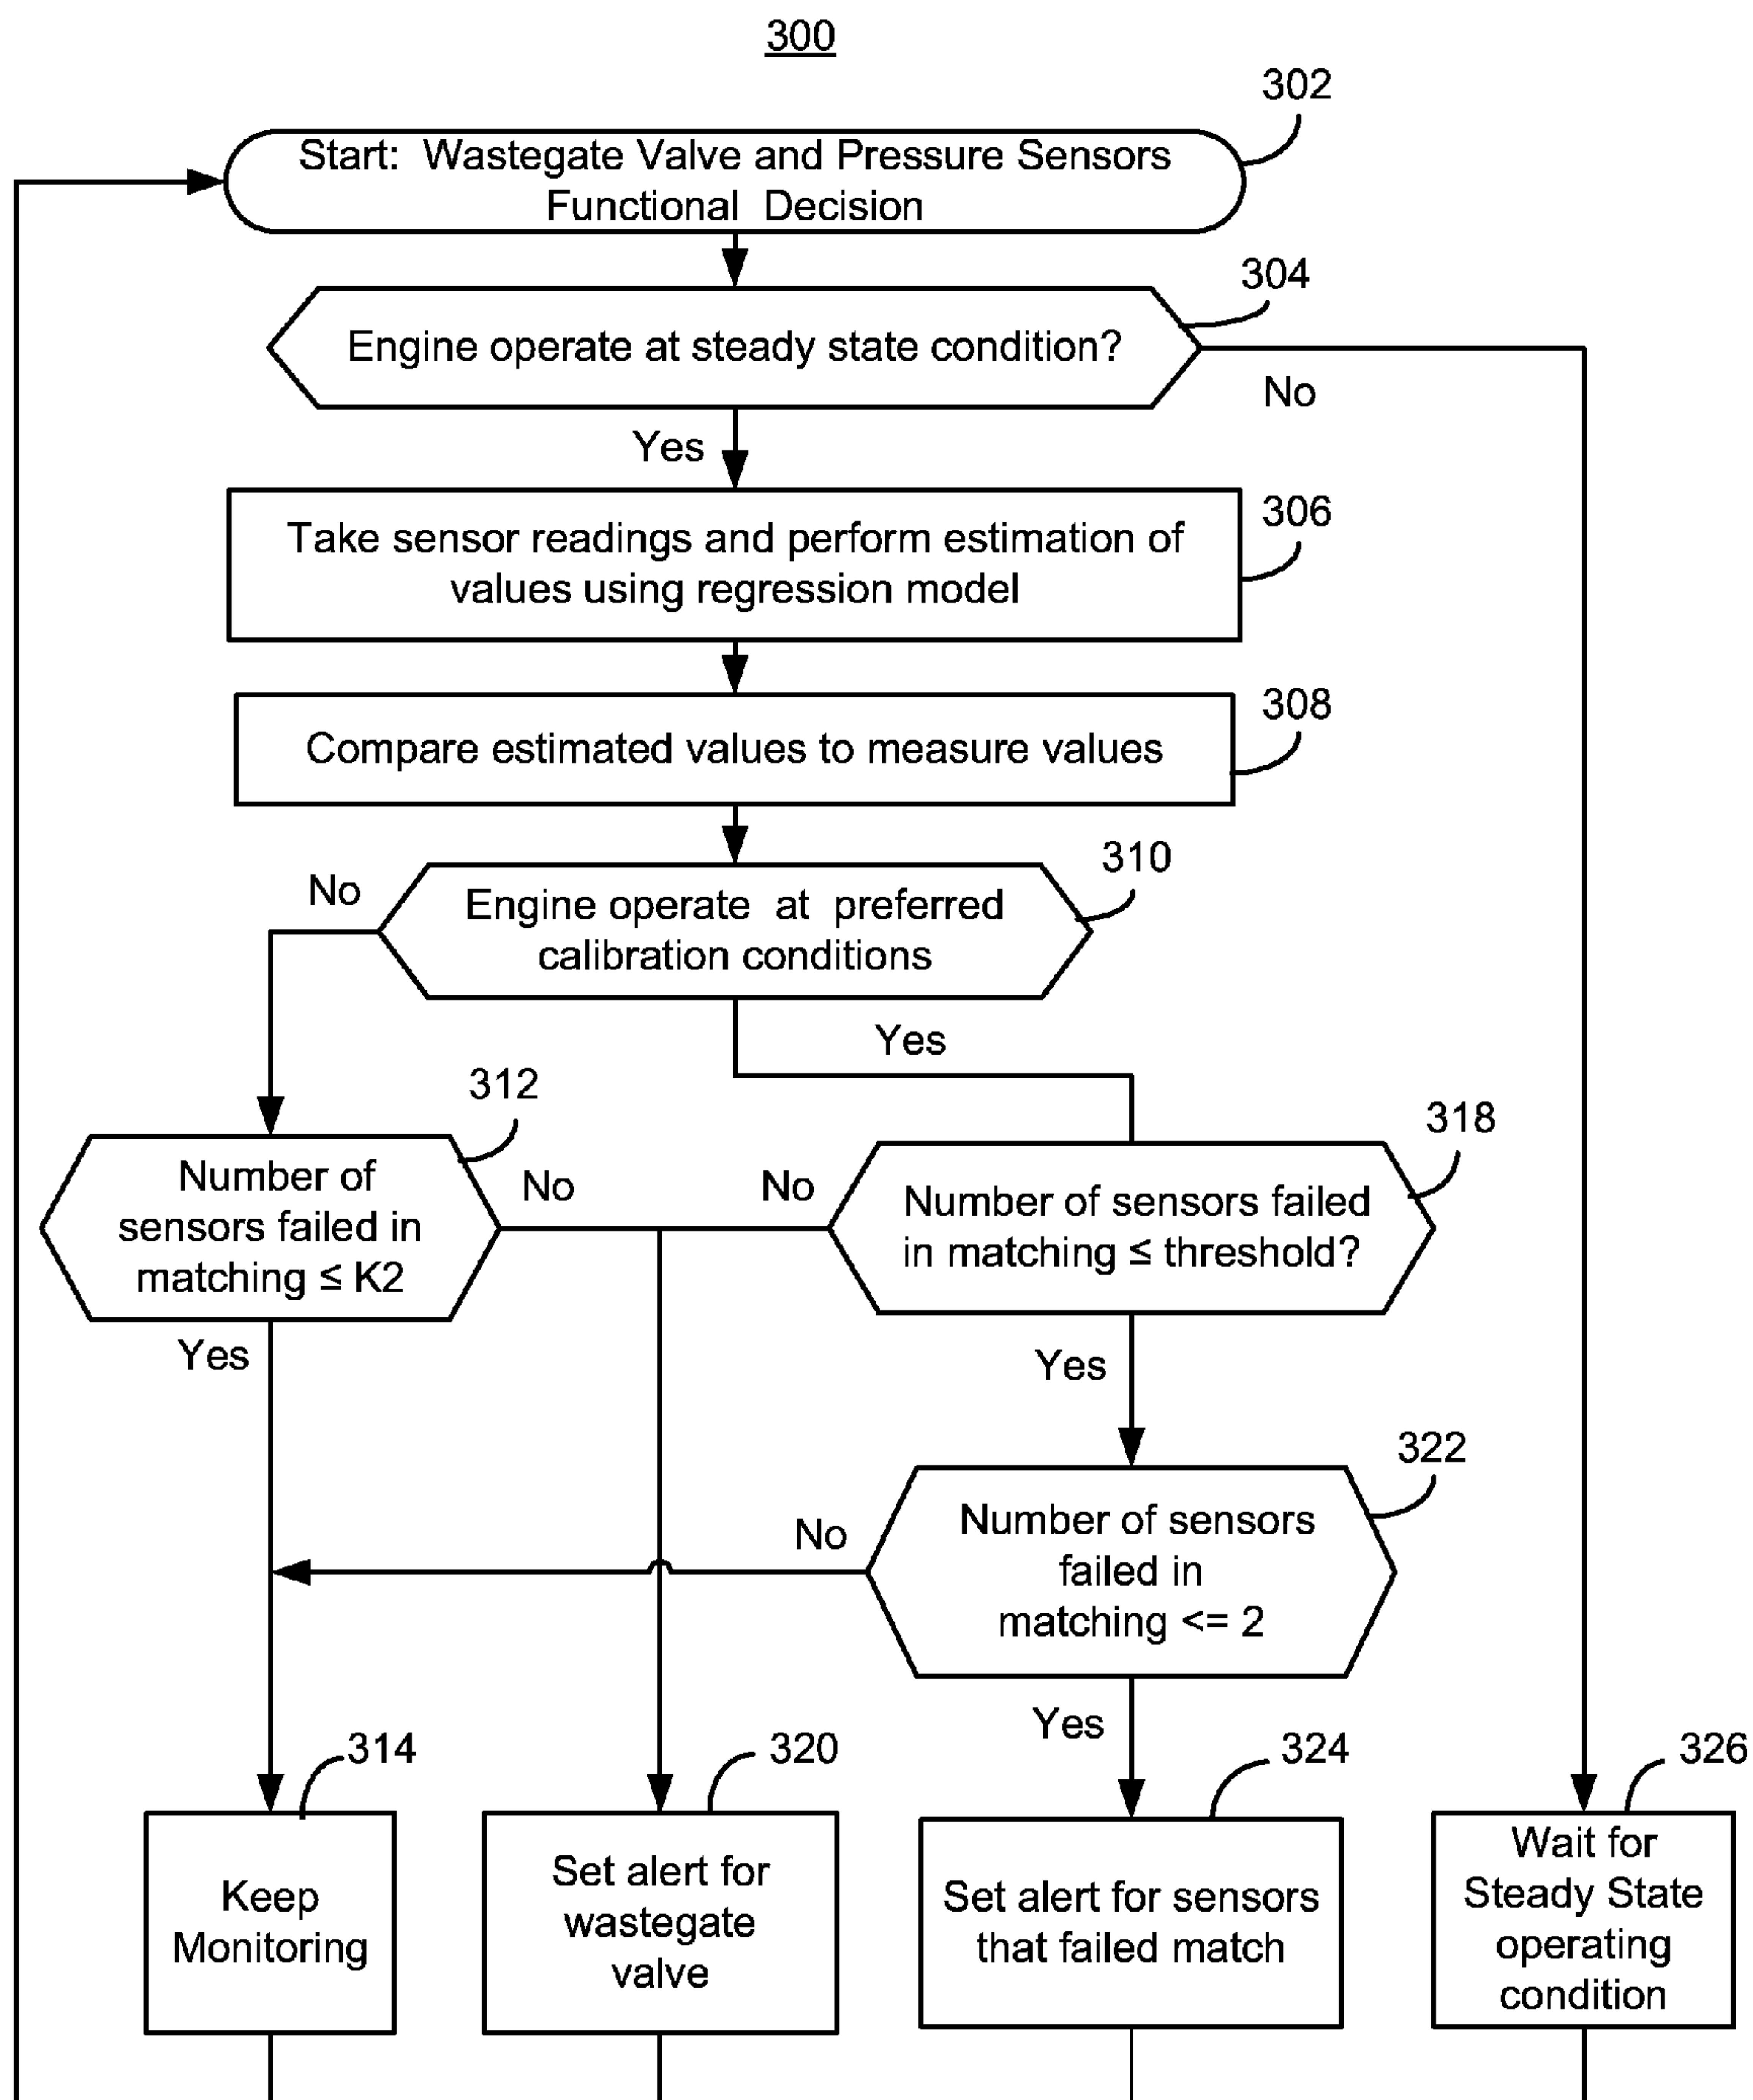 300
302
Start: Wastegate Valve and Pressure Sensors
Functional Decision
304
Engine operate at steady state condition?
No
Yes
306
Take sensor readings and perform estimation of
values using regression model
308
Compare estimated values to measure values
310
No
Engine operate at preferred
calibration conditions
Yes
312
318
Number of
sensors failed in
matching ≤ K2
No
No
Number of sensors failed
in matching ≤ threshold?
Yes
Yes
322
No
Number of sensors
failed in
matching <= 2
Yes
314
320
324
326
Keep
Monitoring
Set alert for
wastegate
valve
Set alert for sensors
that failed match
Wait for
Steady State
operating
condition